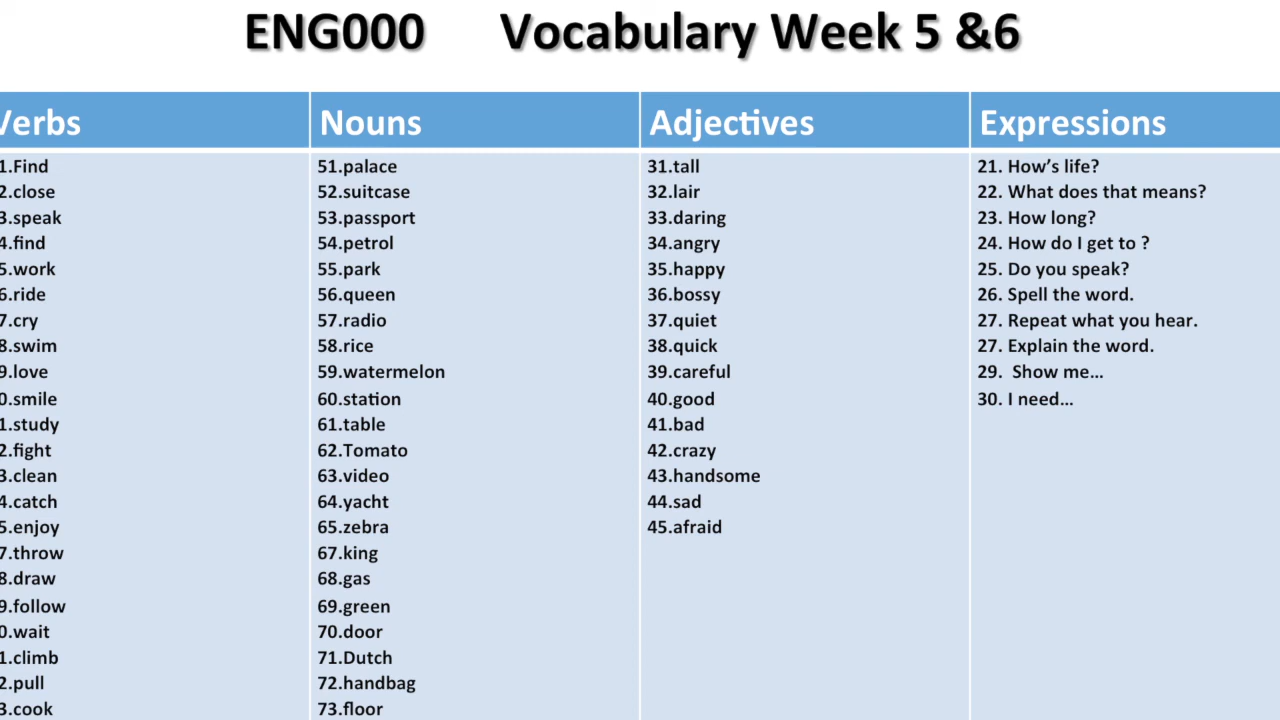 ENG000 Vocabulary Week 5 &6
Verbs Nouns Adjectives Expressions
1.Find 51.palace 31.tall 21. How’s life?
2.close 52.suitcase 32.lair 22. What does that means?
3.speak 53.passport 33.daring 23. How long?
4.find 54.petrol 34.angry 24. How do I get to ?
5.work 55.park 35.happy 25. Do you speak?
6.ride 56.queen 36.bossy 26. Spell the word.
7.cry 57.radio 37.quiet 27. Repeat what you hear.
8.swim 58.rice 38.quick 27. Explain the word.
9.love 59.watermelon 39.careful 29. Show me...
0.smile 60.station 40.good 30. I need...
1.study 61.table 41.bad
2.fight 62.Tomato 42.crazy
3.clean 63.video 43.handsome
4.catch 64.yacht 44.sad
5.enjoy 65.zebra 45.afraid
7.throw 67.king
8.draw 68.gas
9.follow 69.green
0.wait 70.door
1.climb 71.Dutch
2.pull 72.handbag
3.cook 73.floor